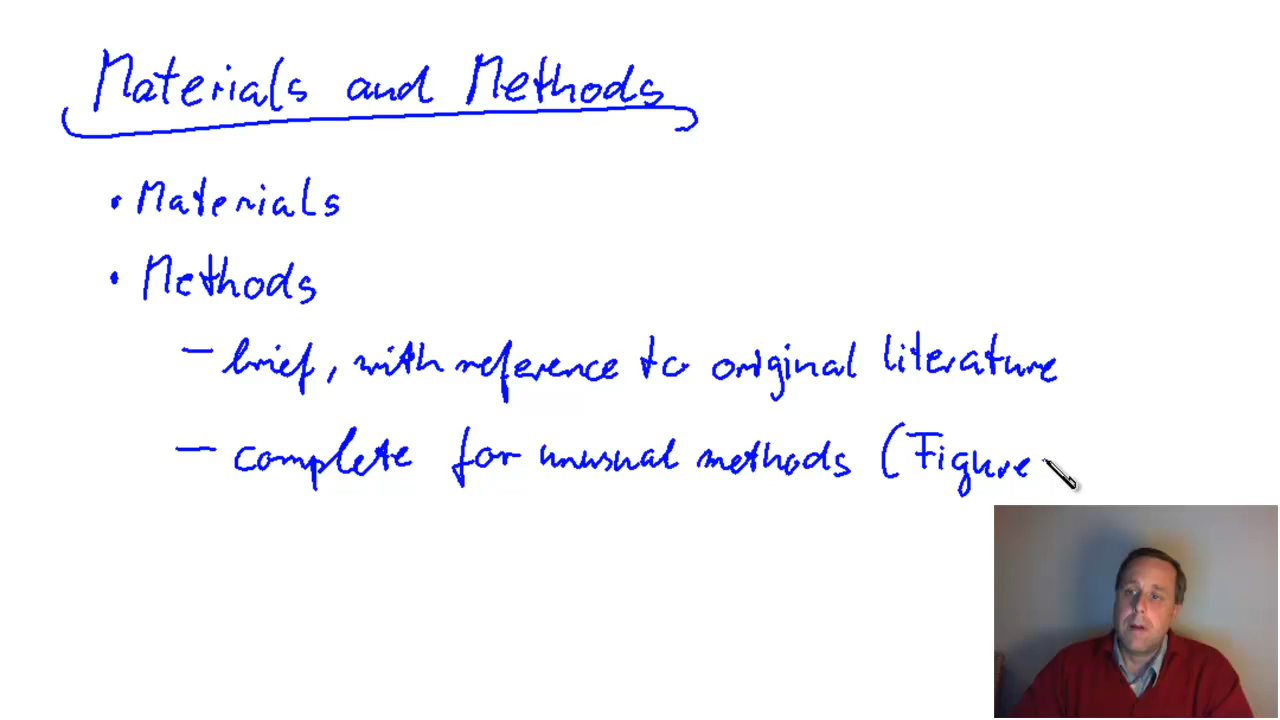 Materials and Methods
• Materials
• Methods
— brief, with reference to original literature
— complete for unusual methods (Figure